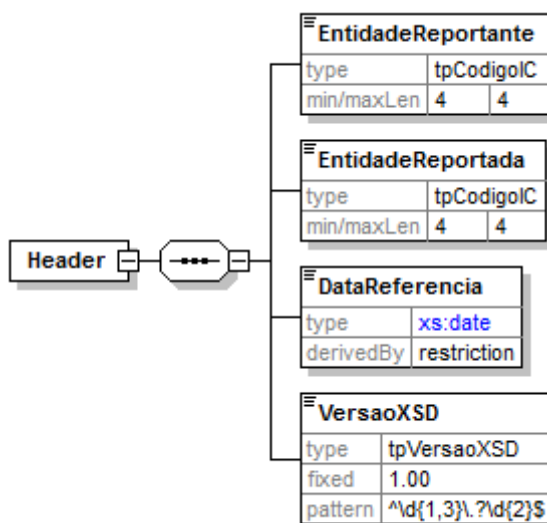 EntidadeReportante
type tpCodigoIC
min/maxLen 4 4
EntidadeReportada
type tpCodigoIC
min/maxLen 4 4
Header
DataReferencia
type xs:date
derivedBy restriction
VersaoXSD
type tpVersaoXSD
fixed 1.00
pattern ^\d{1,3}\.?\d{2}$